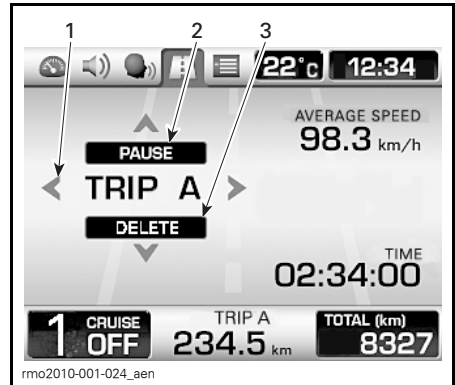 1 2 3
22°c 12:34
AVERAGE SPEED
98.3 km/h
PAUSE
TRIP A
DELETE
TIME
02:34:00
1 CRUISE OFF
TRIP A
234.5 km
TOTAL (km)
8327
rmo2010-001-024_aen